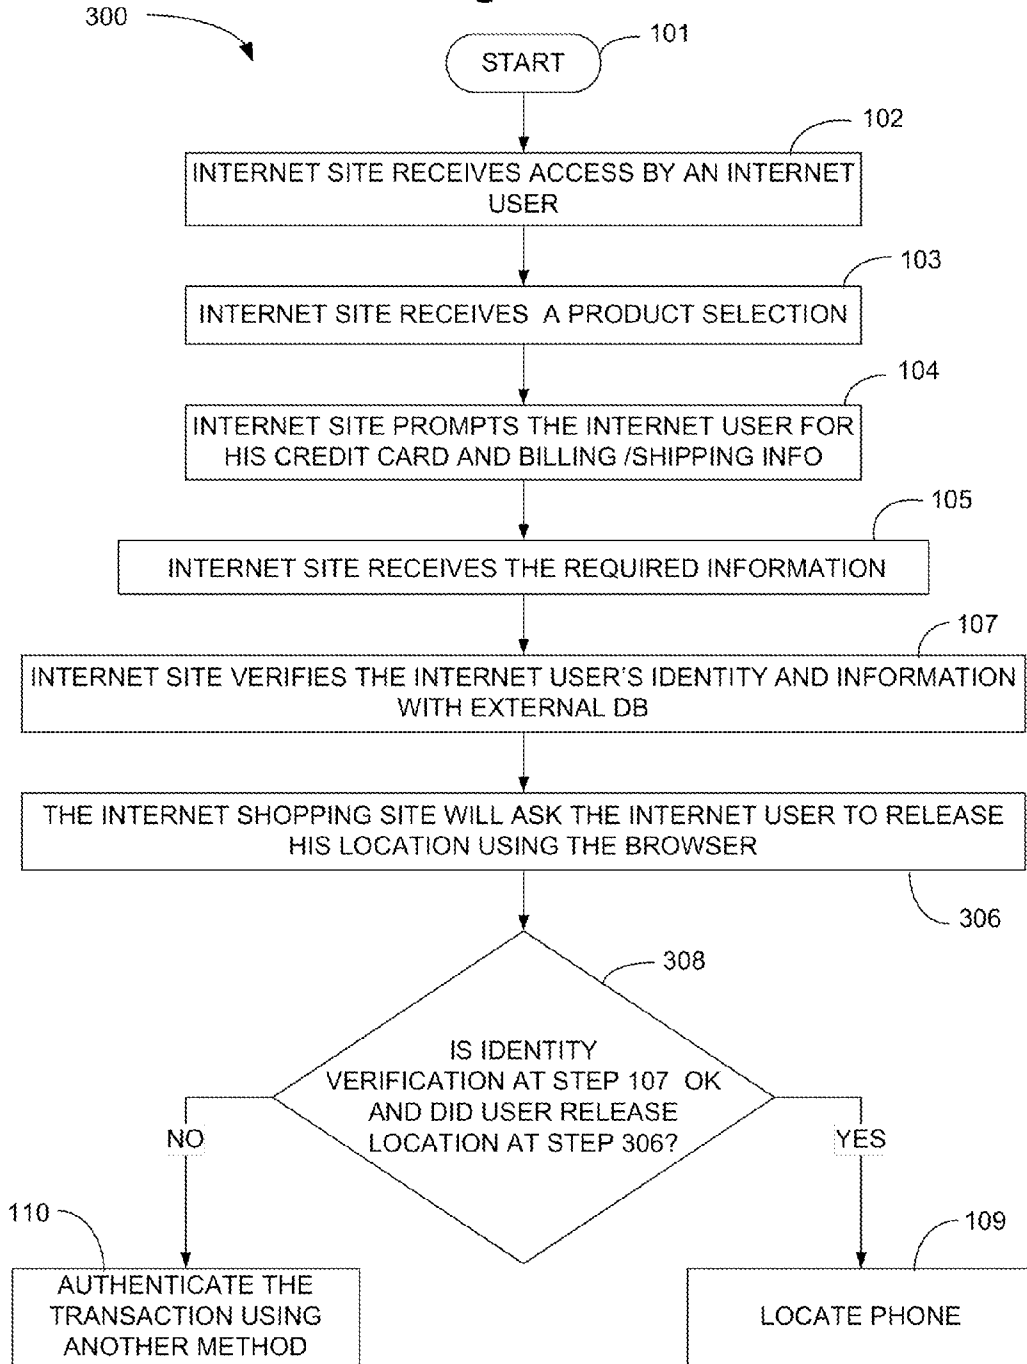 300
START
101
102
INTERNET SITE RECEIVES ACCESS BY AN INTERNET
USER
103
INTERNET SITE RECEIVES A PRODUCT SELECTION
104
INTERNET SITE PROMPTS THE INTERNET USER FOR
HIS CREDIT CARD AND BILLING /SHIPPING INFO
105
INTERNET SITE RECEIVES THE REQUIRED INFORMATION
107
INTERNET SITE VERIFIES THE INTERNET USER'S IDENTITY AND INFORMATION
WITH EXTERNAL DB
THE INTERNET SHOPPING SITE WILL ASK THE INTERNET USER TO RELEASE
HIS LOCATION USING THE BROWSER
306
308
IS IDENTITY
VERIFICATION AT STEP 107 OK
AND DID USER RELEASE
LOCATION AT STEP 306?
NO
YES
110
AUTHENTICATE THE
TRANSACTION USING
ANOTHER METHOD
109
LOCATE PHONE